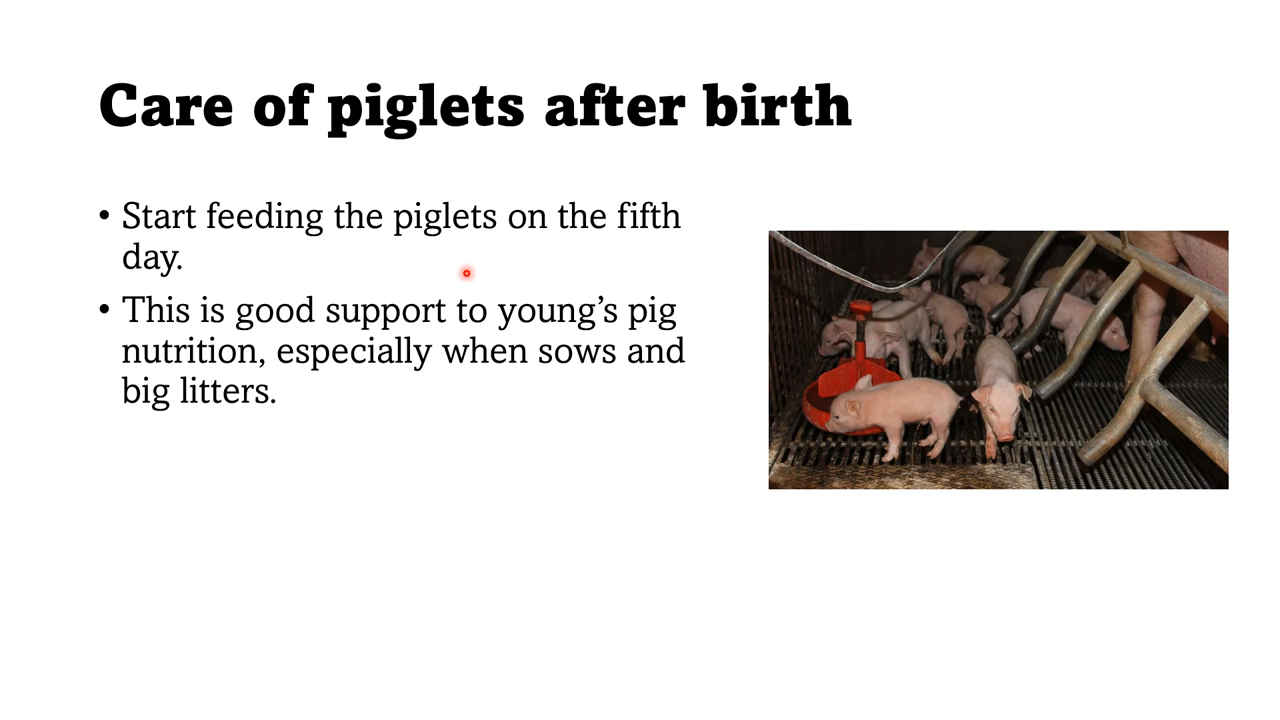 Care of piglets after birth
• Start feeding the piglets on the fifth
day.
• This is good support to young’s pig
nutrition, especially when sows and
big litters.